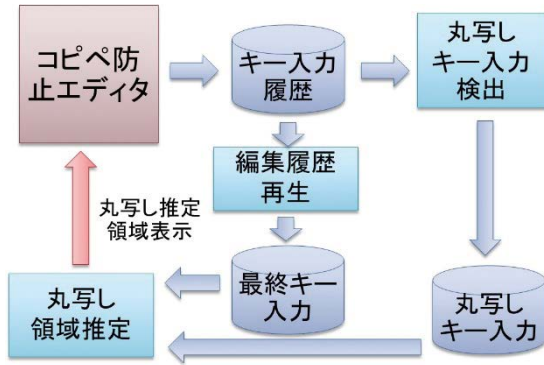 コピペ防
止エディタ
キー入力
履歴
丸写し
キー入力
検出
編集履歴
再生
丸写し推定
領域表示
丸写し
領域推定
最終キー
入力
丸写し
キー入力